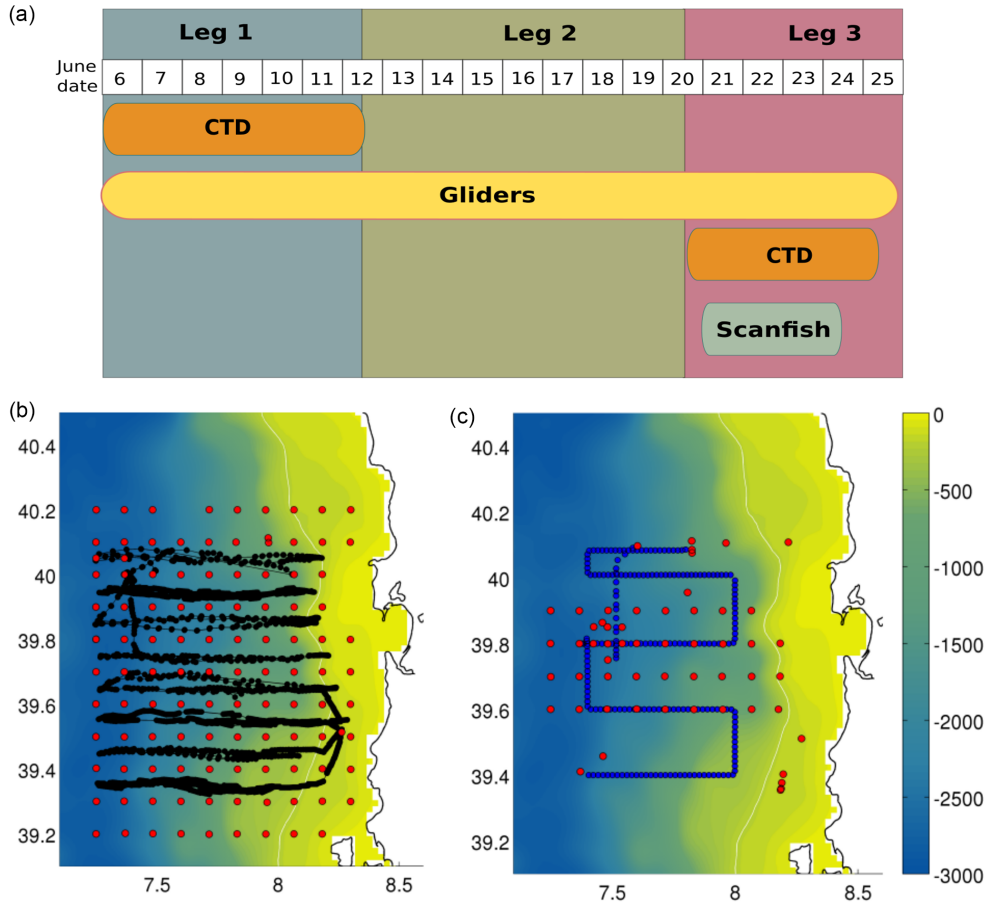 (a)
Leg 1 Leg 2 Leg 3
June date 6 7 8 9 10 11 12 13 14 15 16 17 18 19 20 21 22 23 24 25
CTD
Gliders
CTD
Scanfish
(b)
40.4
40.2
40
39.8
39.6
39.4
39.2
7.5 8 8.5
(c)
40.4
40.2
40
39.8
39.6
39.4
39.2
7.5 8 8.5
0
-500
-1000
-1500
-2000
-2500
-3000